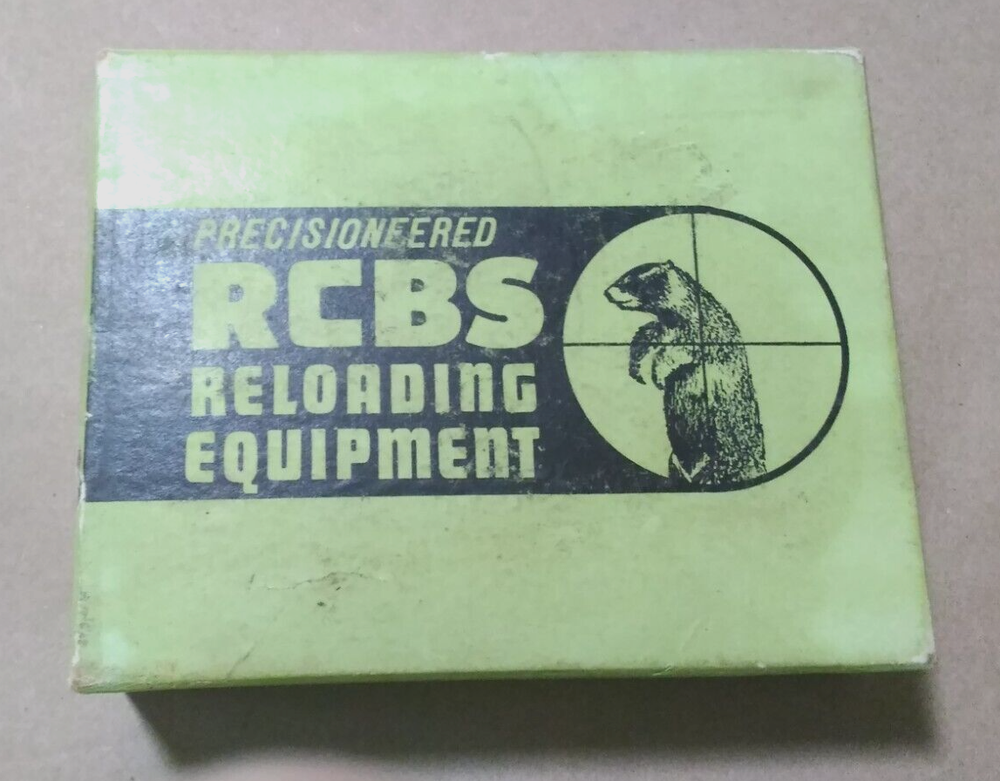 PRECISIONEERED
RCBS
RELOADING
EQUIPMENT